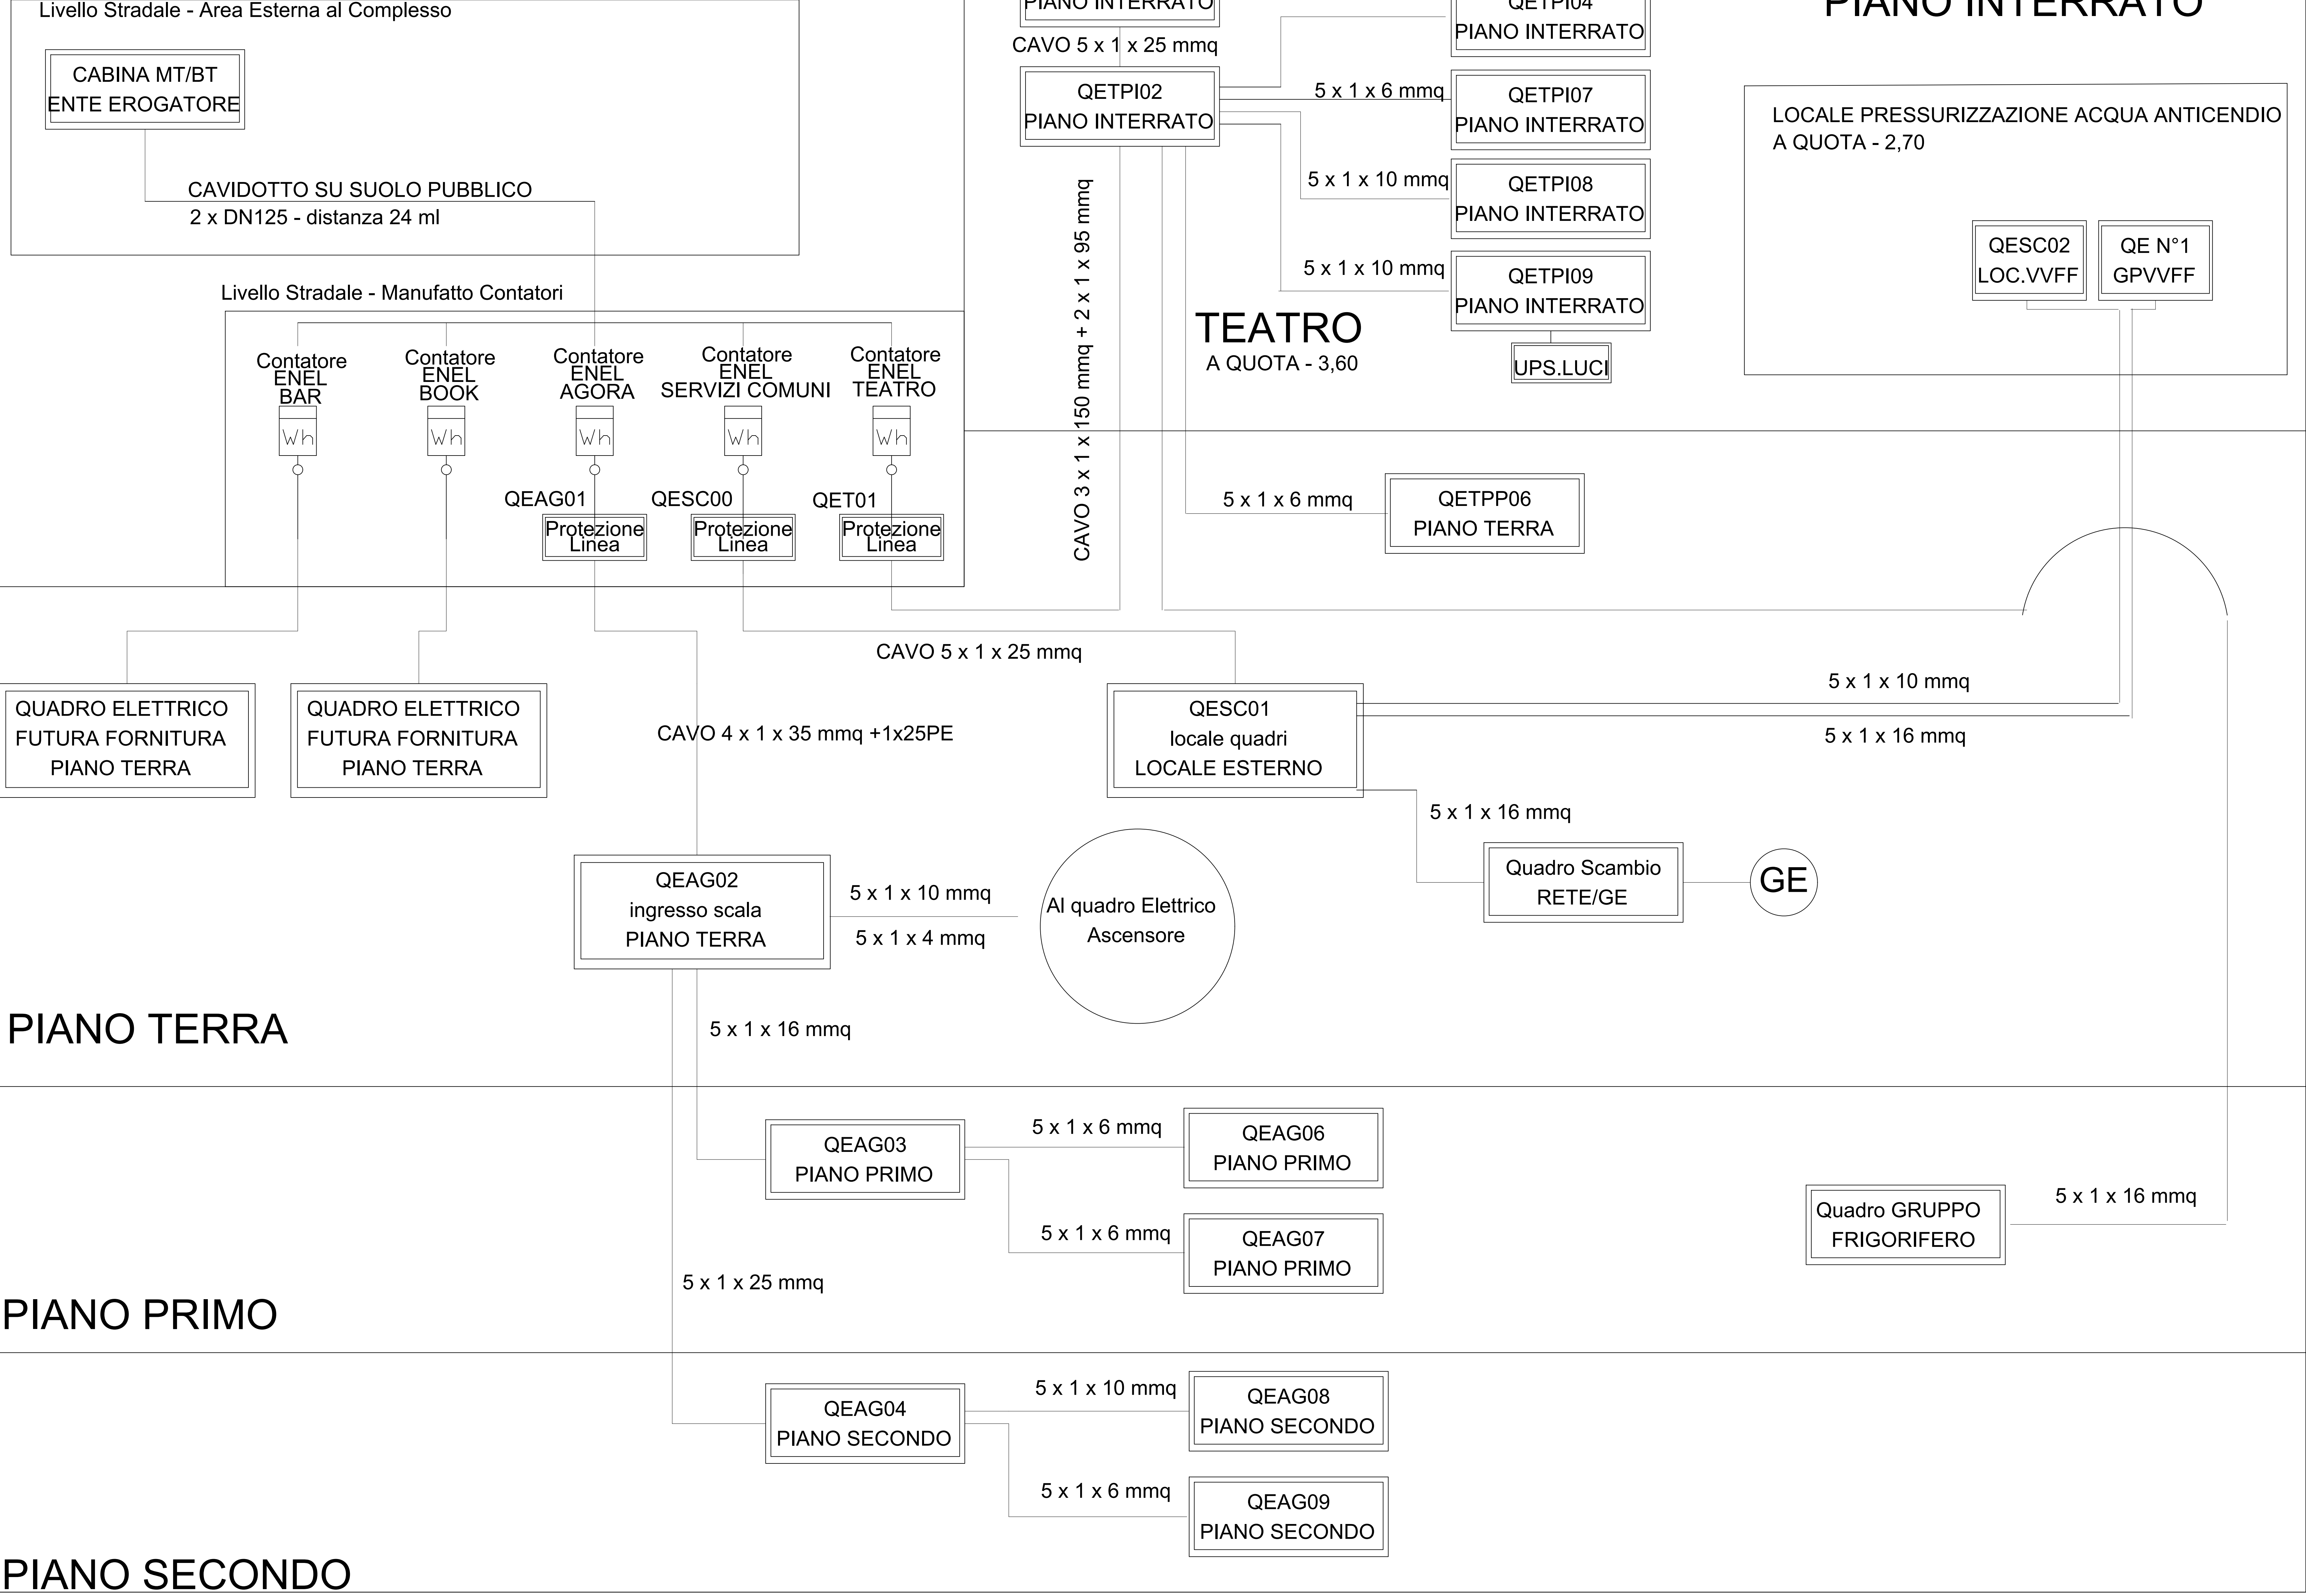 Livello Stradale - Area Esterna al Complesso
CABINA MT/BT
ENTE EROGATORE
CAVIDOTTO SU SUOLO PUBBLICO
2 x DN125 - distanza 24 ml
PIANO INTERRATO
CAVO 5 x 1 x 25 mmq
QETPI02
PIANO INTERRATO
QETPI04
PIANO INTERRATO
5 x 1 x 6 mmq
QETPI07
PIANO INTERRATO
5 x 1 x 10 mmq
QETPI08
PIANO INTERRATO
5 x 1 x 10 mmq
QETPI09
PIANO INTERRATO
UPS.LUCI
TEATRO
A QUOTA - 3,60
CAVO 3 x 1 x 150 mmq + 2 x 1 x 95 mmq
PIANO INTERRATO
LOCALE PRESSURIZZAZIONE ACQUA ANTICENDIO
A QUOTA - 2,70
QESC02
LOC.VVFF
QE N°1
GPVVFF
Livello Stradale - Manufatto Contatori
Contatore
ENEL
BAR
Wh
Contatore
ENEL
BOOK
Wh
Contatore
ENEL
AGORA
Wh
Contatore
ENEL
SERVIZI COMUNI
Wh
Contatore
ENEL
TEATRO
Wh
QEAG01
Protezione
Linea
QESC00
Protezione
Linea
QET01
Protezione
Linea
5 x 1 x 6 mmq
QETPP06
PIANO TERRA
CAVO 5 x 1 x 25 mmq
QUADRO ELETTRICO
FUTURA FORNITURA
PIANO TERRA
QUADRO ELETTRICO
FUTURA FORNITURA
PIANO TERRA
CAVO 4 x 1 x 35 mmq +1x25PE
QESC01
locale quadri
LOCALE ESTERNO
5 x 1 x 10 mmq
5 x 1 x 16 mmq
5 x 1 x 16 mmq
Quadro Scambio
RETE/GE
GE
QEAG02
ingresso scala
PIANO TERRA
5 x 1 x 10 mmq
5 x 1 x 4 mmq
Al quadro Elettrico
Ascensore
5 x 1 x 16 mmq
PIANO TERRA
QEAG03
PIANO PRIMO
5 x 1 x 6 mmq
QEAG06
PIANO PRIMO
5 x 1 x 6 mmq
QEAG07
PIANO PRIMO
Quadro GRUPPO
FRIGORIFERO
5 x 1 x 16 mmq
5 x 1 x 25 mmq
PIANO PRIMO
QEAG04
PIANO SECONDO
5 x 1 x 10 mmq
QEAG08
PIANO SECONDO
5 x 1 x 6 mmq
QEAG09
PIANO SECONDO
PIANO SECONDO